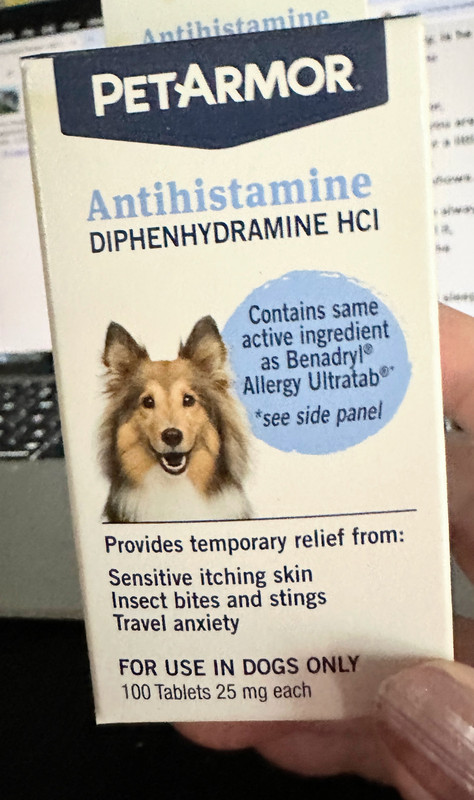 Antihistamine
PETARMOR®
Antihistamine
DIPHENHYDRAMINE HCl
Contains same
active ingredient
as Benadryl®
Allergy Ultratab®*
*see side panel
Provides temporary relief from:
Sensitive itching skin
Insect bites and stings
Travel anxiety
FOR USE IN DOGS ONLY
100 Tablets 25 mg each